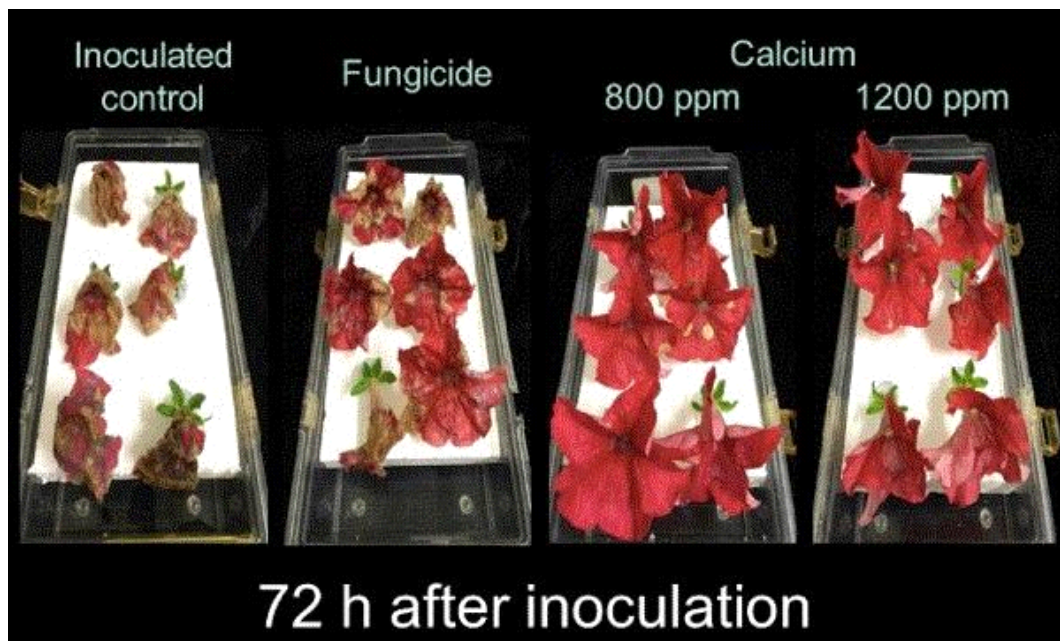 Inoculated
control
Fungicide
Calcium
800 ppm
1200 ppm
72 h after inoculation